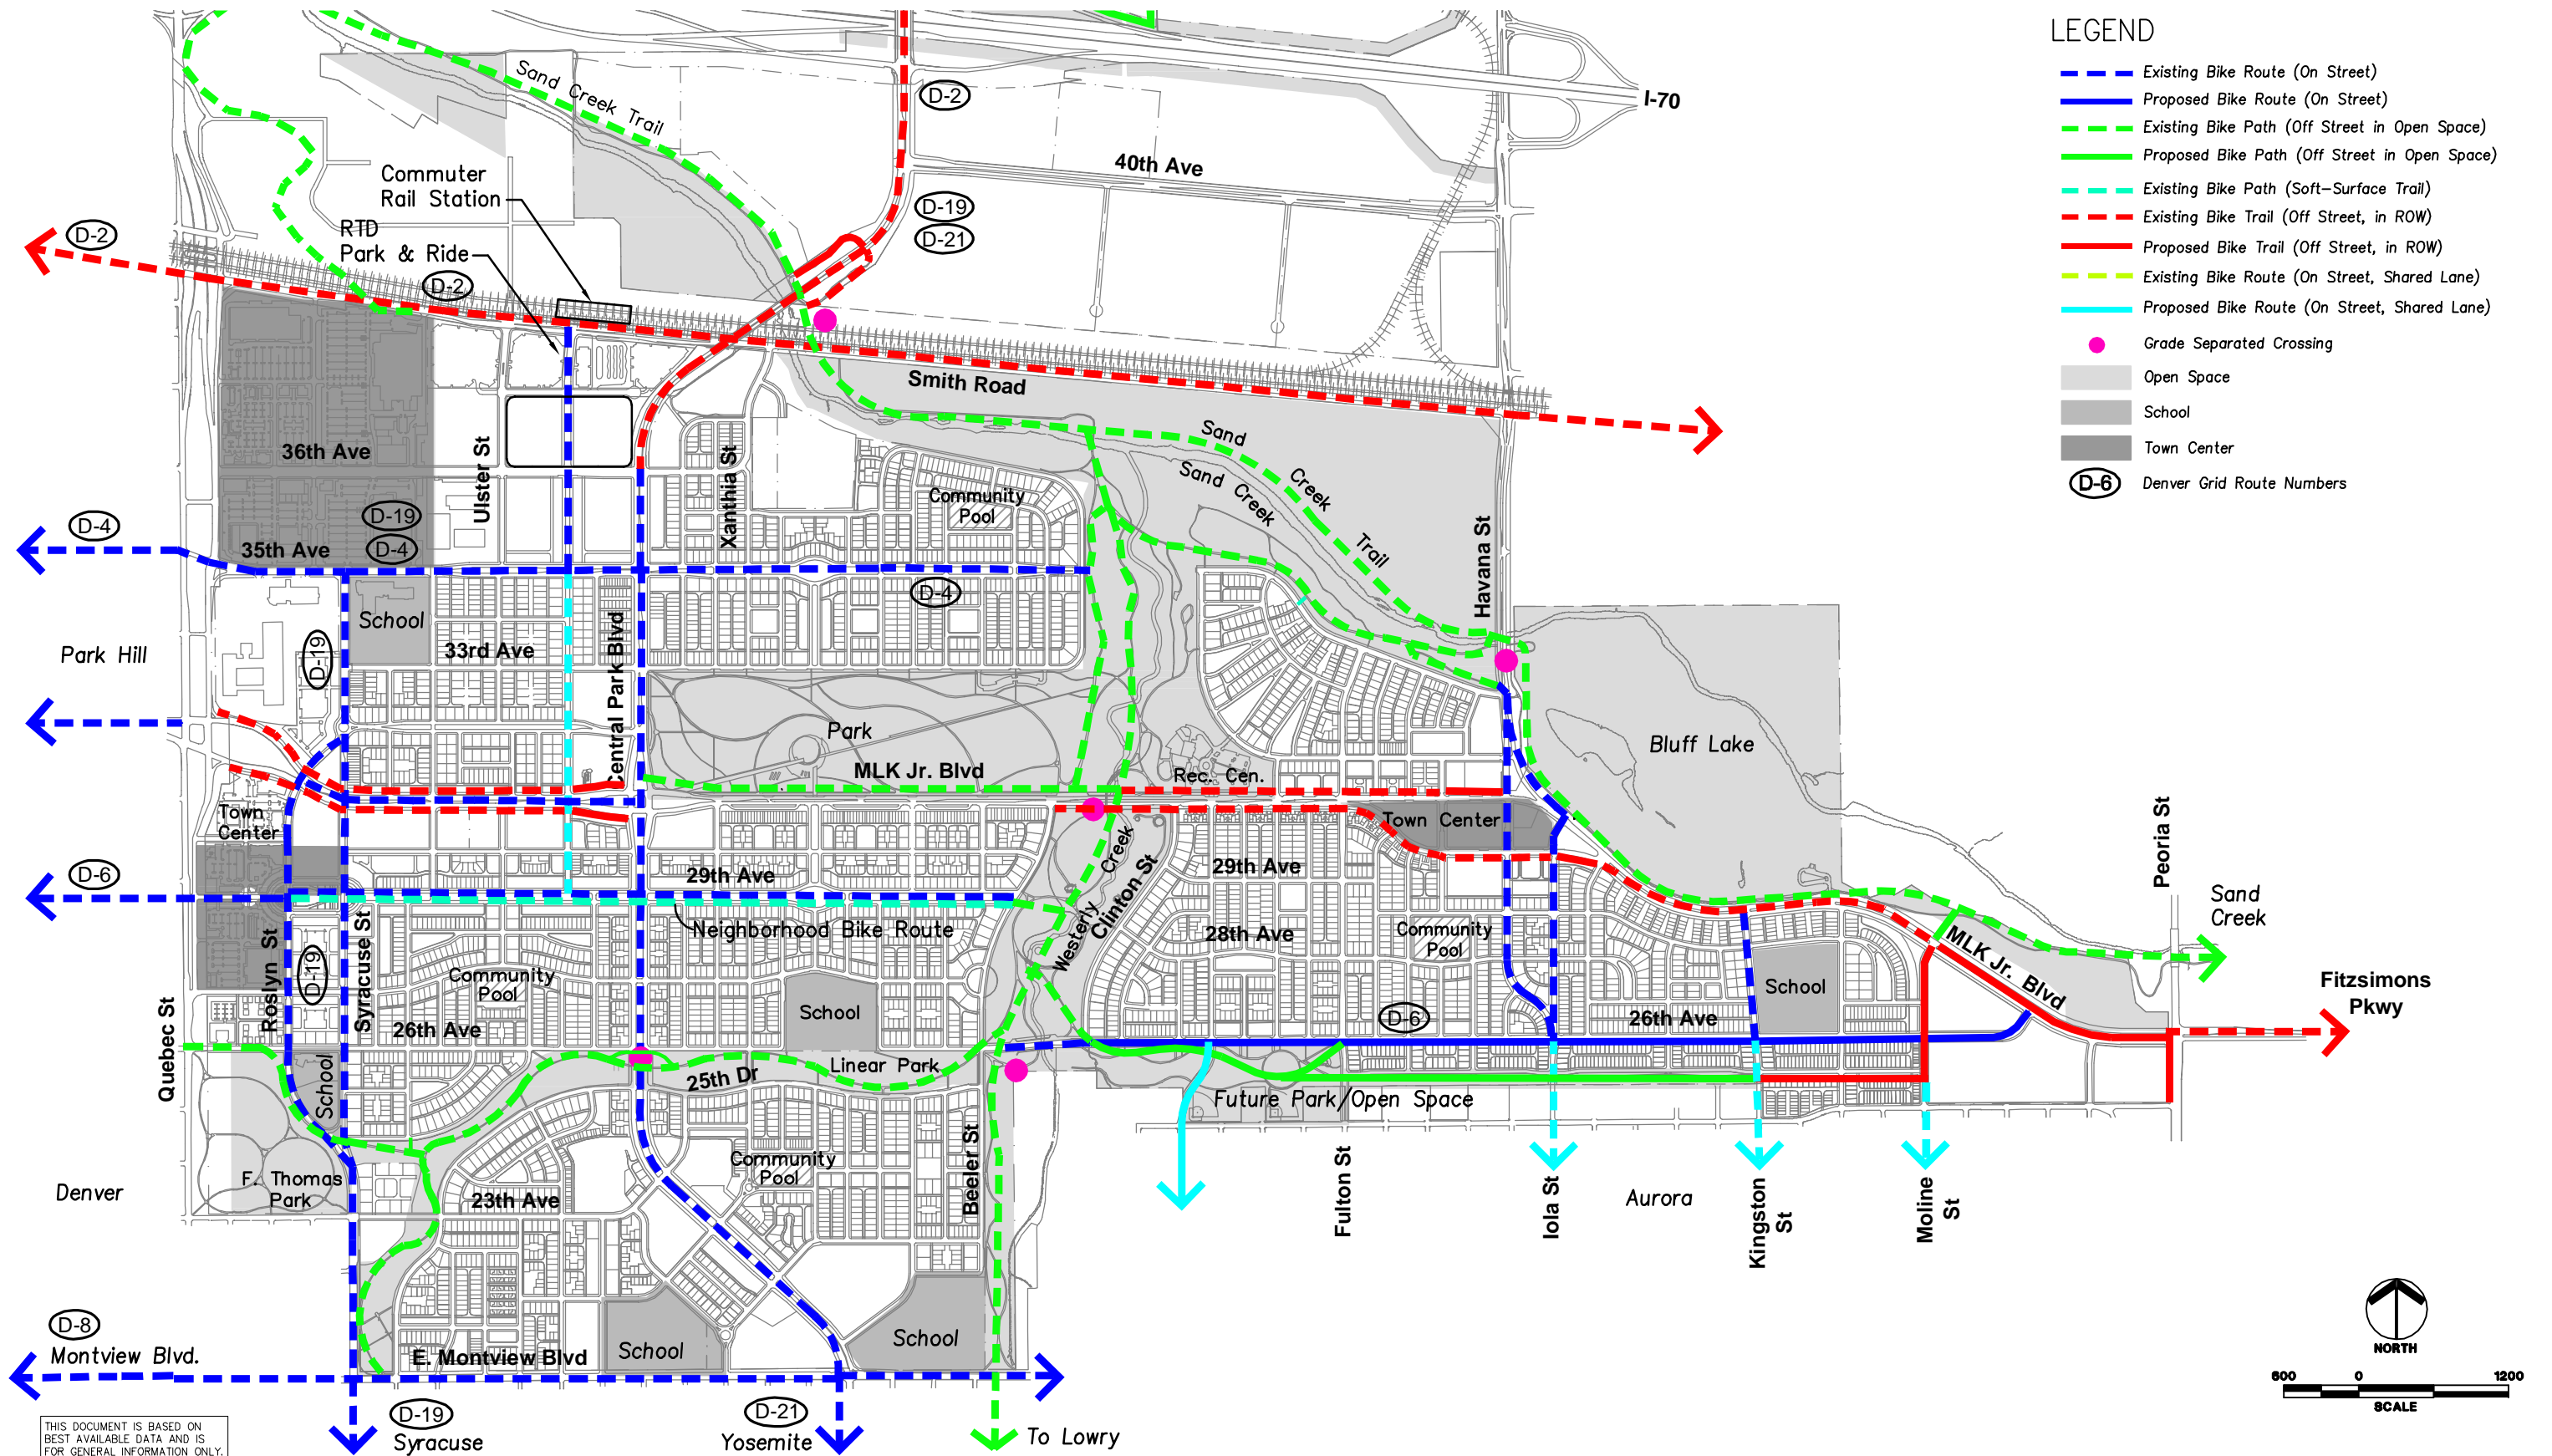 LEGEND
Existing Bike Route (On Street)
Proposed Bike Route (On Street)
Existing Bike Path (Off Street in Open Space)
Proposed Bike Path (Off Street in Open Space)
Existing Bike Path (Soft-Surface Trail)
Existing Bike Trail (Off Street, in ROW)
Proposed Bike Trail (Off Street, in ROW)
Existing Bike Route (On Street, Shared Lane)
Proposed Bike Route (On Street, Shared Lane)
Grade Separated Crossing
Open Space
School
Town Center
D-6 Denver Grid Route Numbers
Sand Creek Trail
D-2
I-70
40th Ave
Commuter
Rail Station
D-19
D-21
RTD
Park & Ride
D-2
D-2
Smith Road
36th Ave
Ulster St
Xanthia St
Sand Creek Trail
Sand Creek
Community
Pool
Havana St
D-4
D-19
D-4
35th Ave
D-4
School
33rd Ave
D-19
Park Hill
Central Park Blvd
Park
MLK Jr. Blvd
Rec. Cen.
Bluff Lake
Town
Center
Town Center
Peoria St
D-6
29th Ave
29th Ave
Westerly Creek
Clinton St
Sand
Creek
Neighborhood Bike Route
28th Ave
Community
Pool
MLK Jr. Blvd
Roslyn St
D-19
Syracuse St
Community
Pool
School
School
Fitzsimons
Pkwy
Quebec St
26th Ave
D-6
26th Ave
School
Linear Park
25th Dr
Future Park/Open Space
F. Thomas
Park
Denver
23th Ave
Community
Pool
Beeler St
Fulton St
Iola St
Aurora
Kingston
St
Moline
St
D-8
Montview Blvd.
E. Montview Blvd
School
School
NORTH
600 0 1200
SCALE
D-19
Syracuse
D-21
Yosemite
To Lowry
THIS DOCUMENT IS BASED ON
BEST AVAILABLE DATA AND IS
FOR GENERAL INFORMATION ONLY.